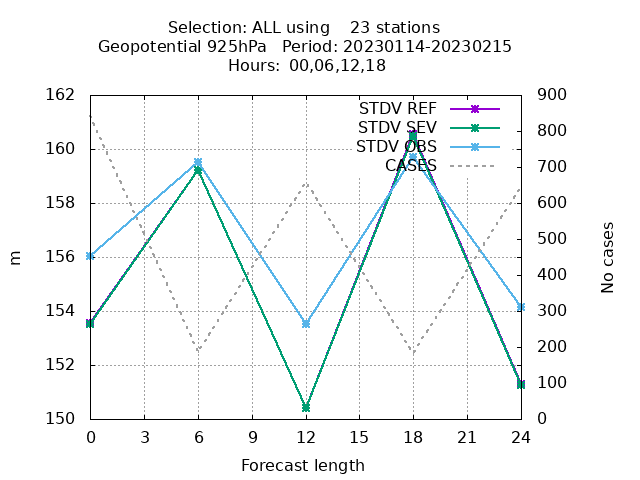 Selection: ALL using    23 stations
Geopotential 925hPa   Period: 20230114-20230215
Hours: 00,06,12,18
162
160
158
156
154
152
150
m
900
800
700
600
500
400
300
200
100
0
No cases
STDV REF
STDV SEV
STDV OBS
CASES
0 3 6 9 12 15 18 21 24
Forecast length